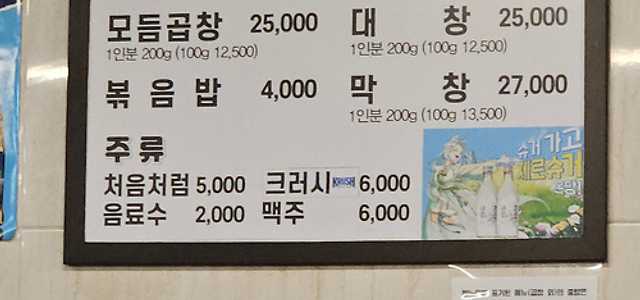 모듬곱창 25,000 대 창 25,000
1인분 200g (100g 12,500) 1인분 200g (100g 12,500)
볶음밥 4,000 막 창 27,000
1인분 200g (100g 13,500)
주류
처음처럼 5,000 크러시 KRUSH 6,000
음료수 2,000 맥주 6,000
슈거 가고
제로슈거